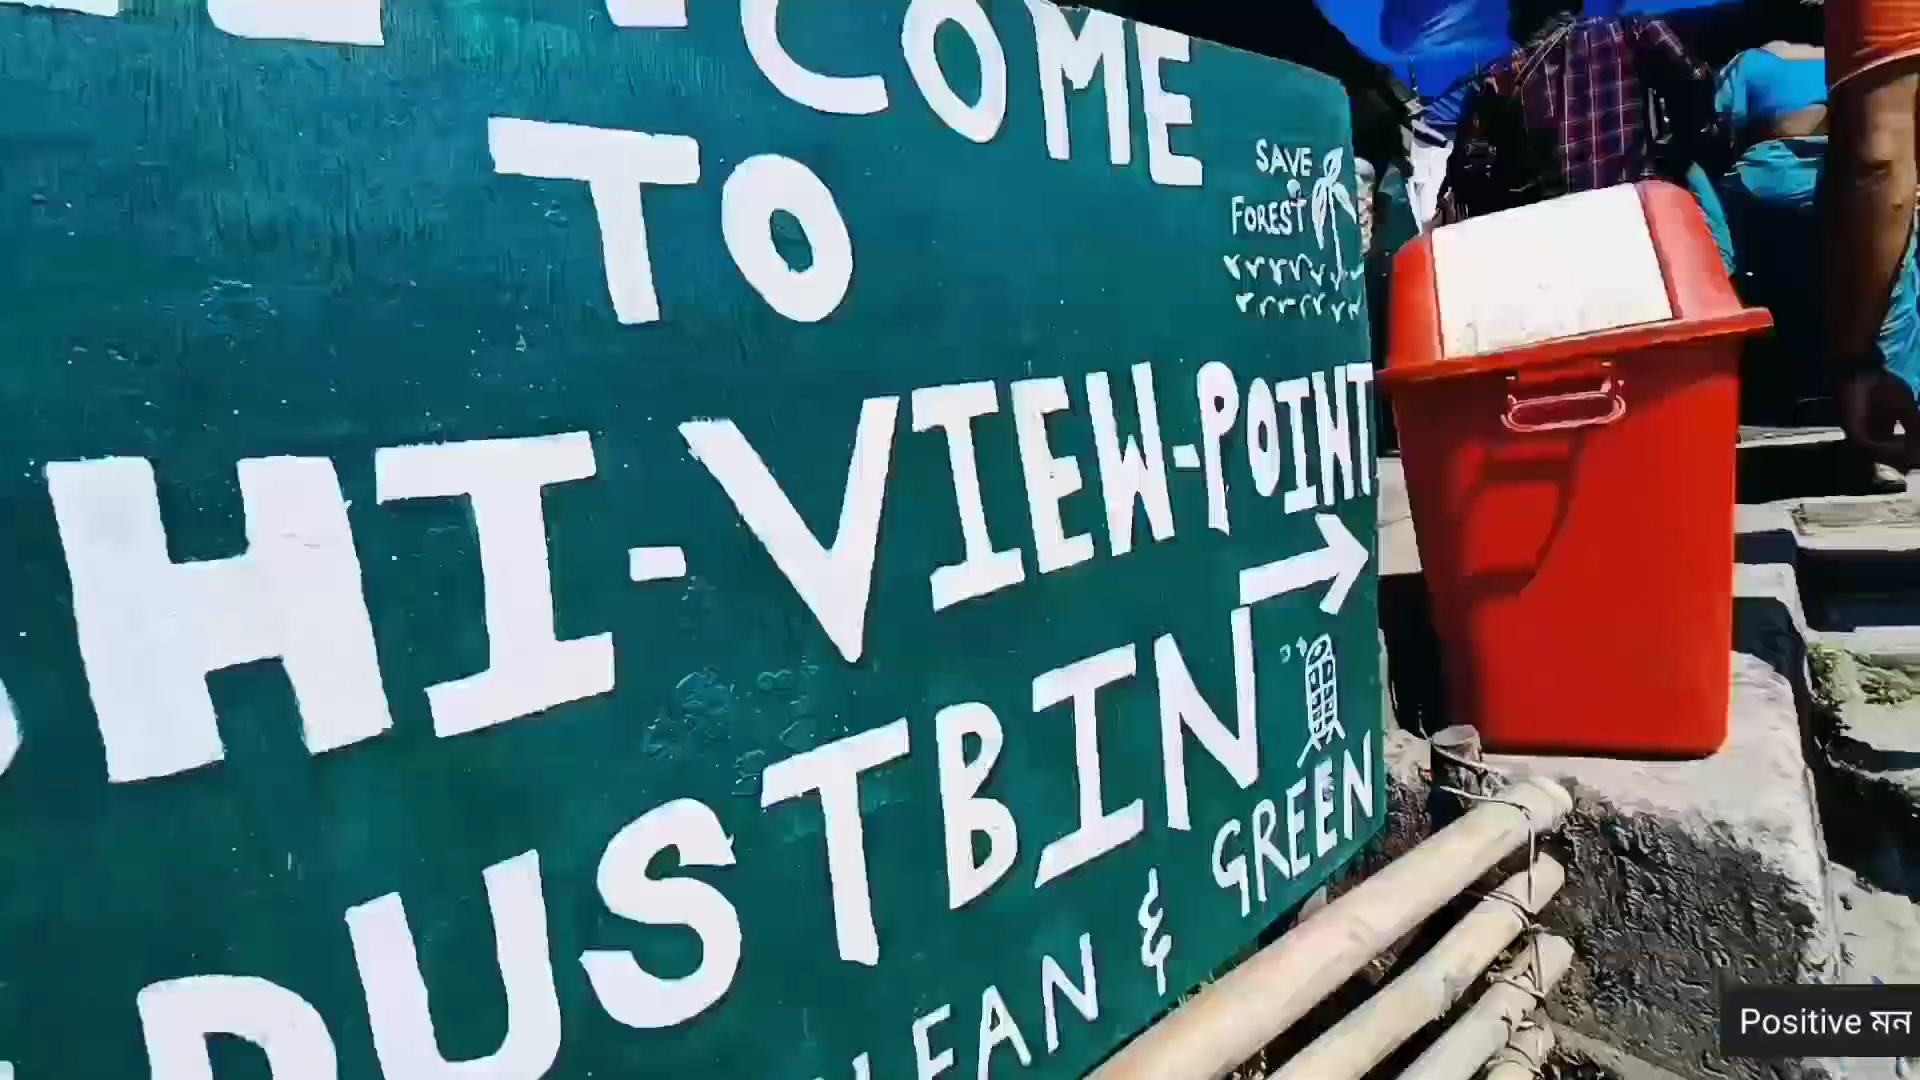 COME
TO
SAVE
FOREST
HI-VIEW-POINT
DUSTBIN
& GREEN
Positive মন